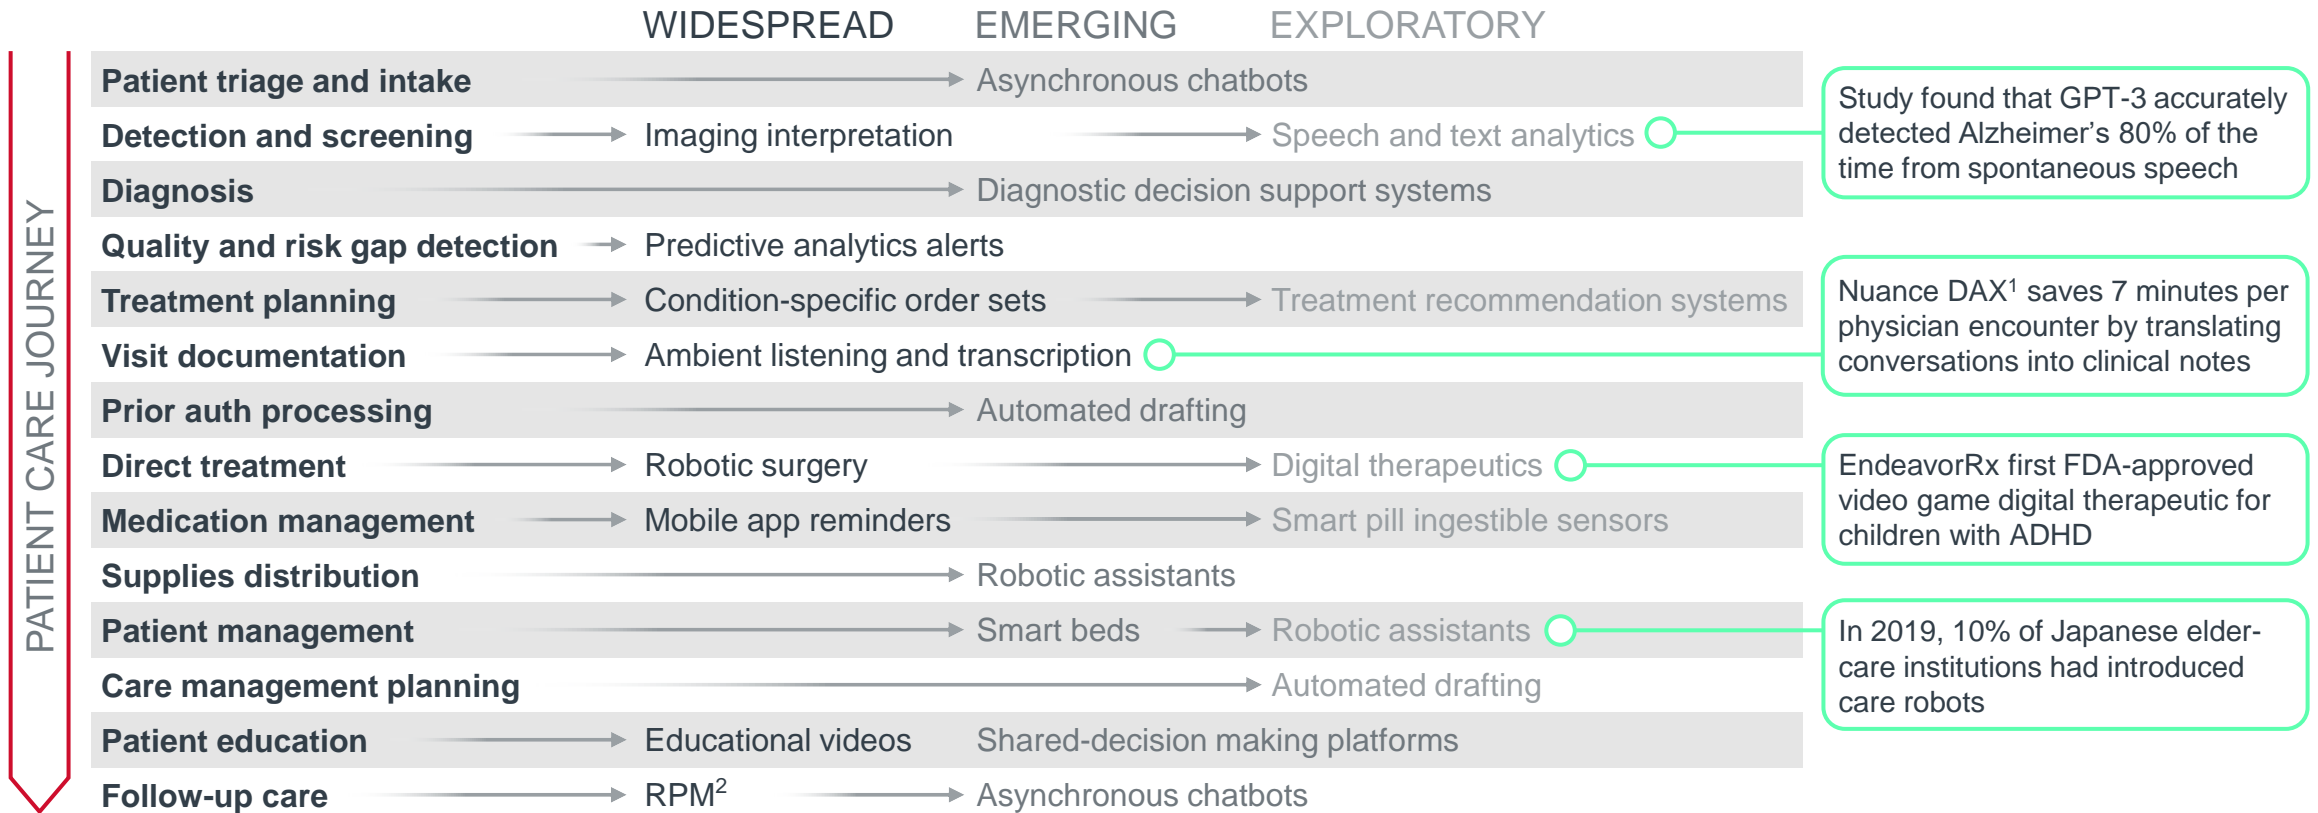 WIDESPREAD EMERGING EXPLORATORY
PATIENT CARE JOURNEY
Patient triage and intake Asynchronous chatbots
Detection and screening Imaging interpretation Speech and text analytics
Diagnosis Diagnostic decision support systems
Quality and risk gap detection Predictive analytics alerts
Treatment planning Condition-specific order sets Treatment recommendation systems
Visit documentation Ambient listening and transcription
Prior auth processing Automated drafting
Direct treatment Robotic surgery Digital therapeutics
Medication management Mobile app reminders Smart pill ingestible sensors
Supplies distribution Robotic assistants
Patient management Smart beds Robotic assistants
Care management planning Automated drafting
Patient education Educational videos Shared-decision making platforms
Follow-up care RPM² Asynchronous chatbots
Study found that GPT-3 accurately
detected Alzheimer’s 80% of the
time from spontaneous speech
Nuance DAX¹ saves 7 minutes per
physician encounter by translating
conversations into clinical notes
EndeavorRx first FDA-approved
video game digital therapeutic for
children with ADHD
In 2019, 10% of Japanese elder-
care institutions had introduced
care robots